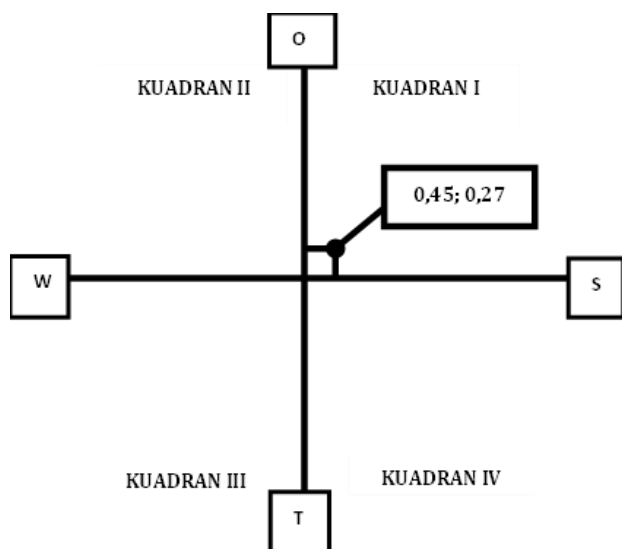 O
KUADRAN II
KUADRAN I
0,45; 0,27
W
S
KUADRAN III
KUADRAN IV
T